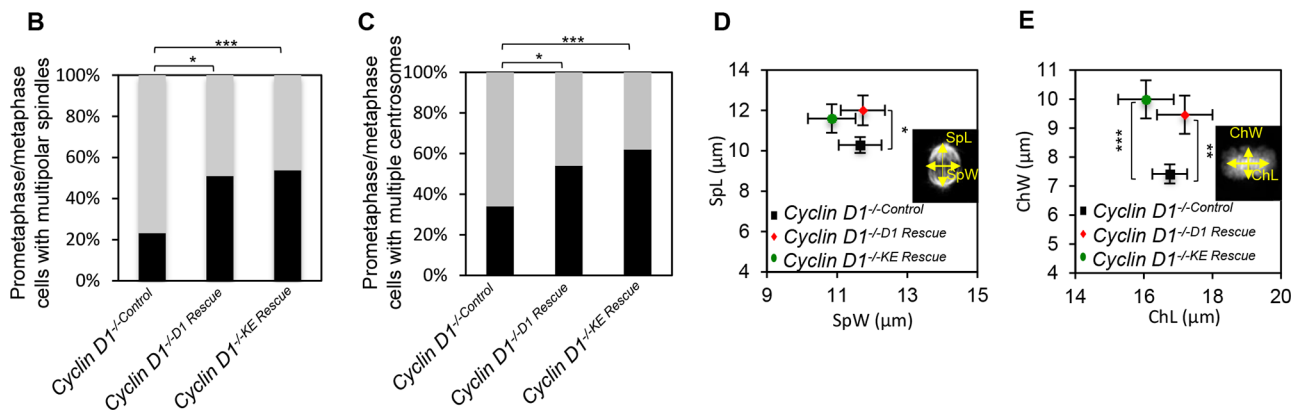 B
Prometaphase/metaphase
cells with multipolar spindles
100%
80%
60%
40%
20%
0%
***
*
Cyclin D1-/-Control
Cyclin D1-/-D1 Rescue
Cyclin D1-/-KE Rescue
C
Prometaphase/metaphase
cells with multiple centrosomes
100%
80%
60%
40%
20%
0%
***
*
Cyclin D1-/-Control
Cyclin D1-/-D1 Rescue
Cyclin D1-/-KE Rescue
D
SpL (μm)
14
12
10
8
6
4
*
SpL
SpW
Cyclin D1-/-Control
Cyclin D1-/-D1 Rescue
Cyclin D1-/-KE Rescue
9
11
13
15
SpW (μm)
E
ChW (μm)
11
10
9
8
7
6
5
4
***
**
ChW
ChL
Cyclin D1-/-Control
Cyclin D1-/-D1 Rescue
Cyclin D1-/-KE Rescue
14
16
18
20
ChL (μm)